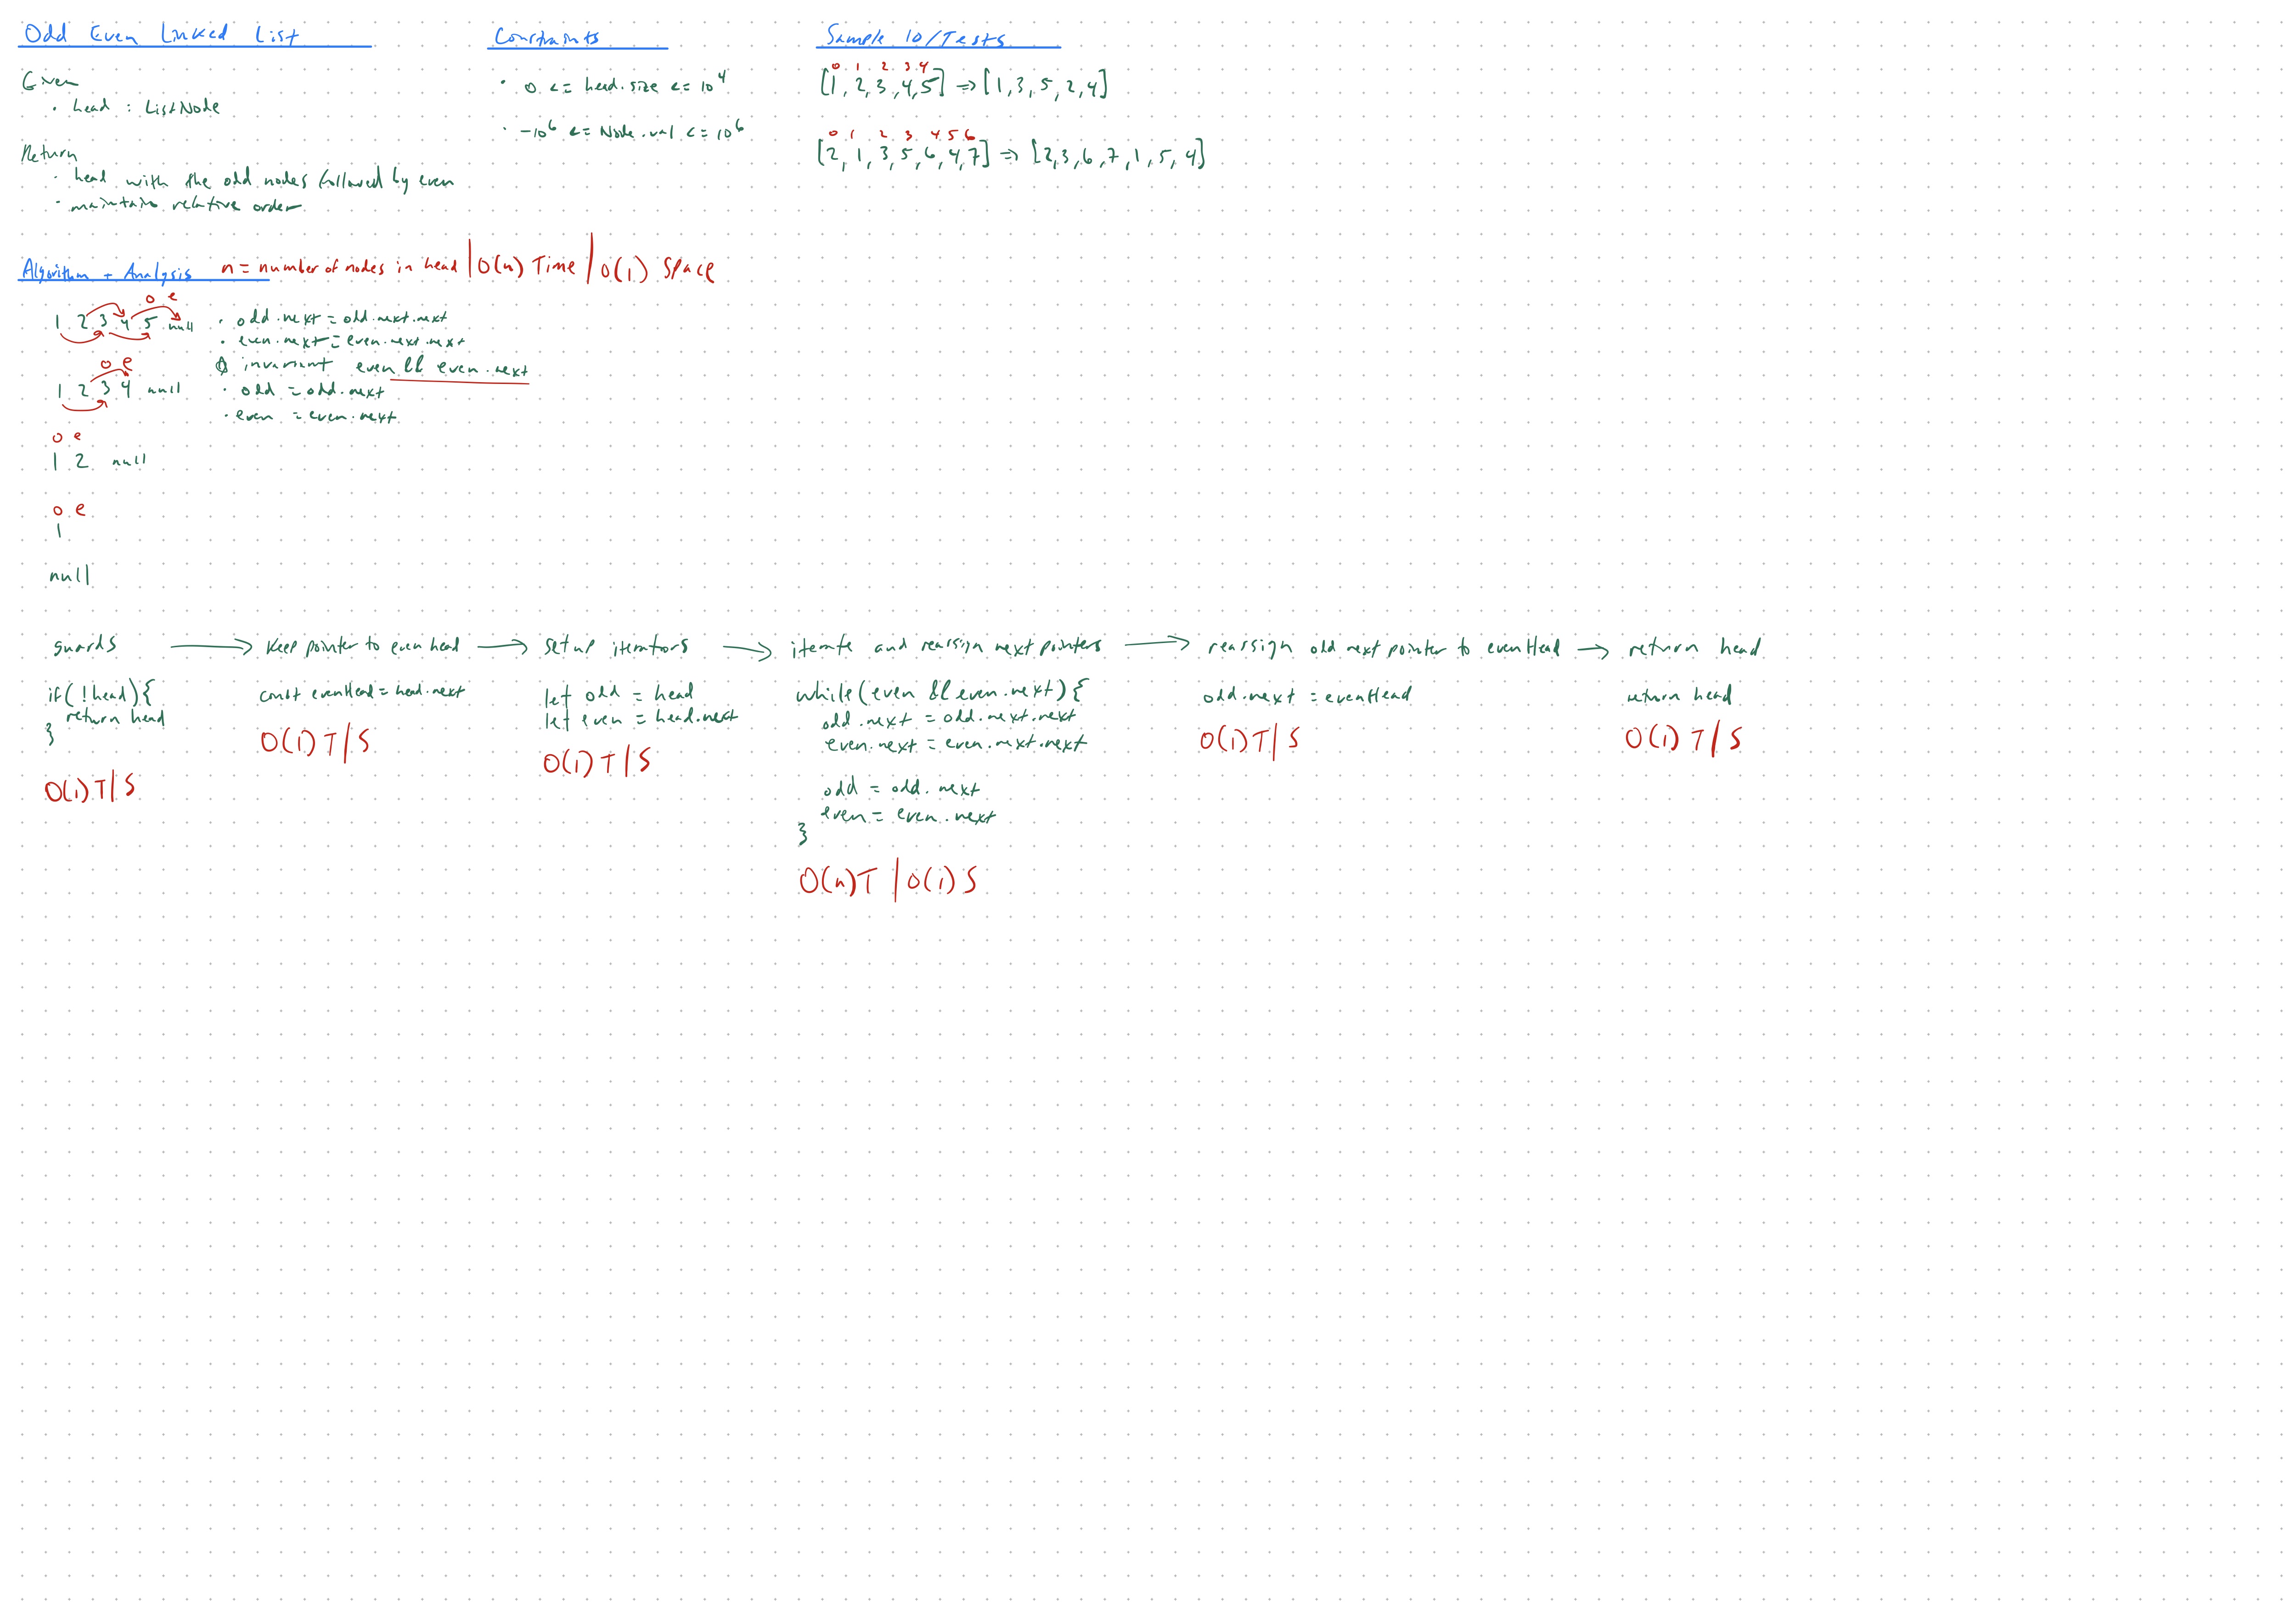 Odd Even Linked List
Given
· head : ListNode
Return
· head with the odd nodes followed by even
· maintain relative order
Constraints
· 0 <= head.size <= 10^4
· -10^6 <= Node.val <= 10^6
Sample IO/Tests
0 1 2 3 4
[1, 2, 3, 4, 5] => [1, 3, 5, 2, 4]
0 1 2 3 4 5 6
[2, 1, 3, 5, 6, 4, 7] => [2, 3, 6, 7, 1, 5, 4]
Algorithm + Analysis n = number of nodes in head | O(n) Time | O(1) Space
o e
1 2 3 4 5 null
o e
1 2 3 4 null
o e
1 2 null
o e
1
null
· odd.next = odd.next.next
· even.next = even.next.next
invariant even && even.next
· odd = odd.next
· even = even.next
guards → Keep pointer to even head → setup iterators → iterate and reassign next pointers → reassign odd next pointer to evenHead → return head
if(!head){
return head
}
O(1) T/S
const evenHead = head.next
O(1) T/S
let odd = head
let even = head.next
O(1) T/S
while(even && even.next){
odd.next = odd.next.next
even.next = even.next.next
odd = odd.next
even = even.next
}
O(n) T | O(1) S
odd.next = evenHead
O(1) T/S
return head
O(1) T/S